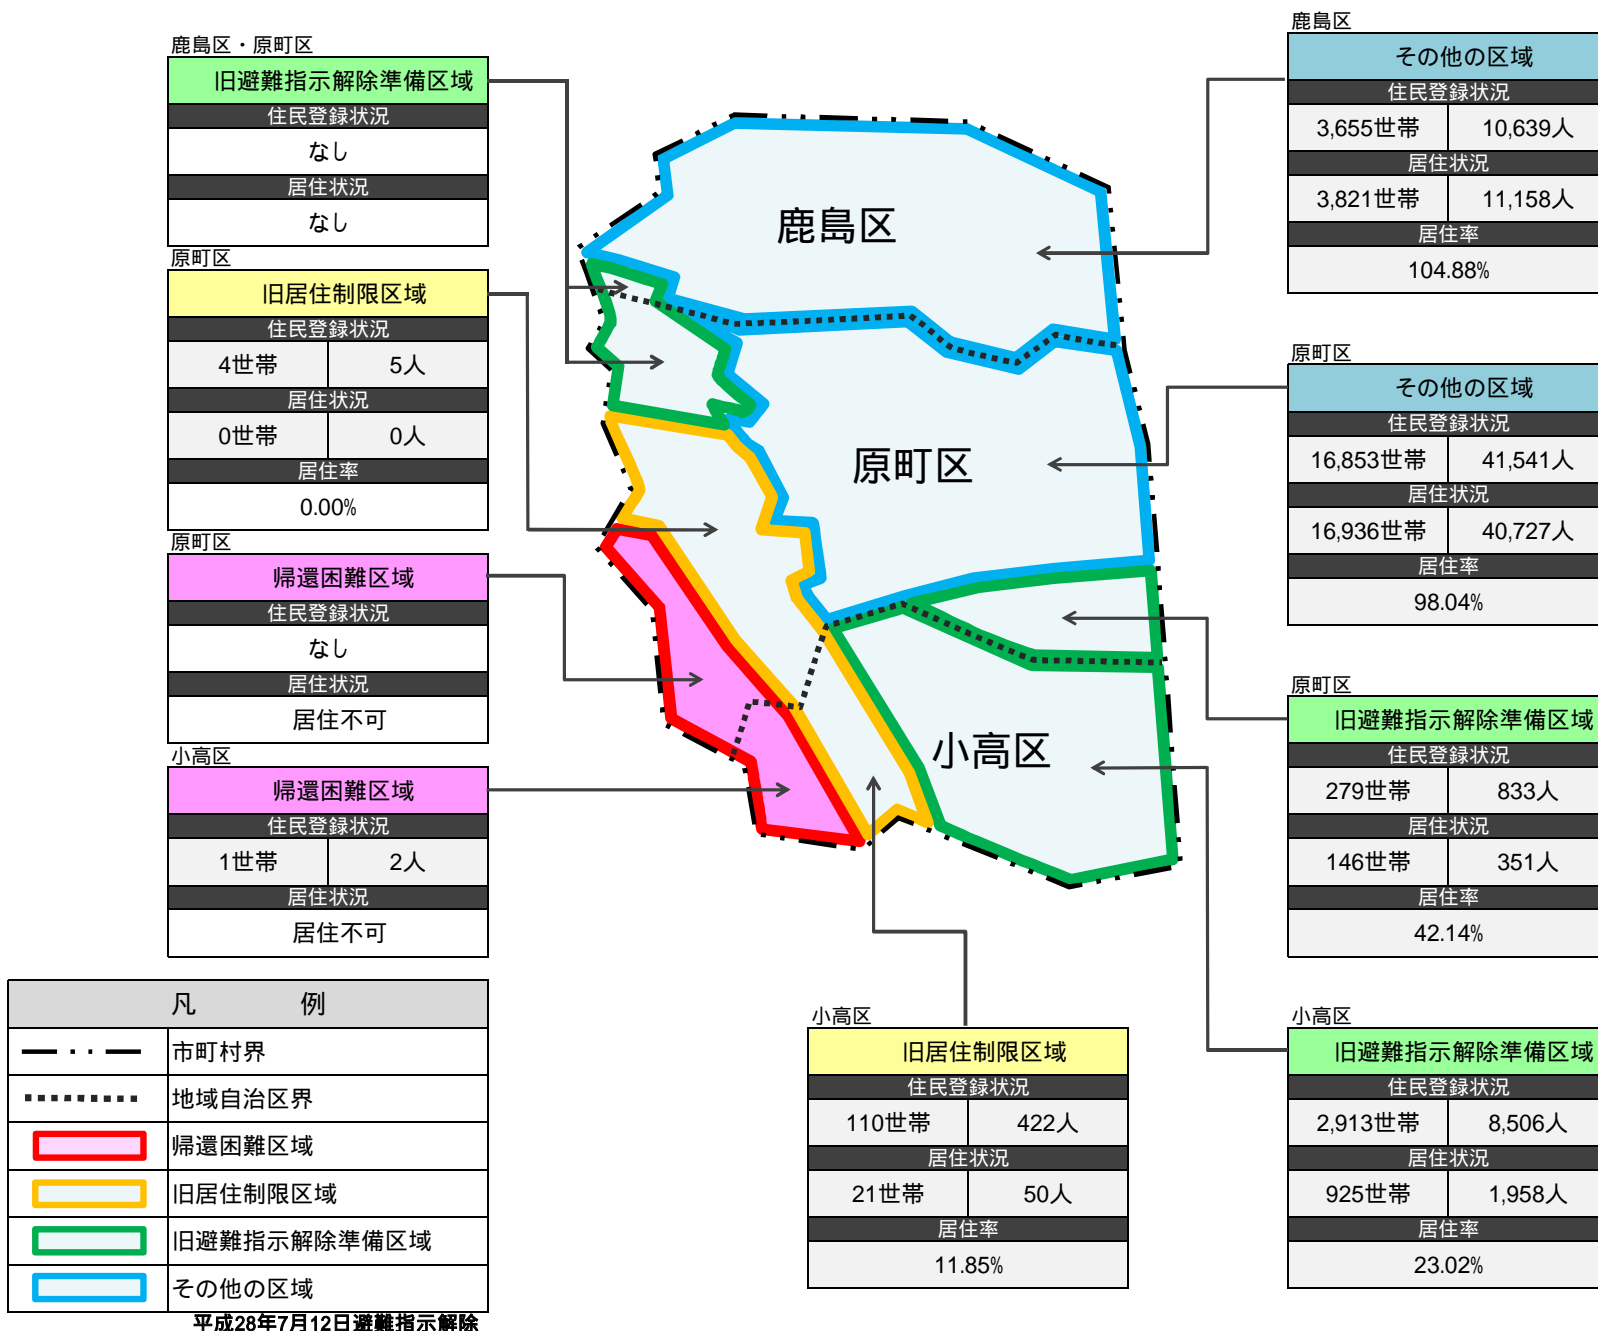 鹿島区・原町区
旧避難指示解除準備区域
住民登録状況
なし
居住状況
なし
原町区
旧居住制限区域
住民登録状況
4世帯 5人
居住状況
0世帯 0人
居住率
0.00%
原町区
帰還困難区域
住民登録状況
なし
居住状況
居住不可
小高区
帰還困難区域
住民登録状況
1世帯 2人
居住状況
居住不可
凡 例
市町村界
地域自治区界
帰還困難区域
旧居住制限区域
旧避難指示解除準備区域
その他の区域
平成28年7月12日避難指示解除
鹿島区
原町区
小高区
小高区
旧居住制限区域
住民登録状況
110世帯 422人
居住状況
21世帯 50人
居住率
11.85%
鹿島区
その他の区域
住民登録状況
3,655世帯 10,639人
居住状況
3,821世帯 11,158人
居住率
104.88%
原町区
その他の区域
住民登録状況
16,853世帯 41,541人
居住状況
16,936世帯 40,727人
居住率
98.04%
原町区
旧避難指示解除準備区域
住民登録状況
279世帯 833人
居住状況
146世帯 351人
居住率
42.14%
小高区
旧避難指示解除準備区域
住民登録状況
2,913世帯 8,506人
居住状況
925世帯 1,958人
居住率
23.02%